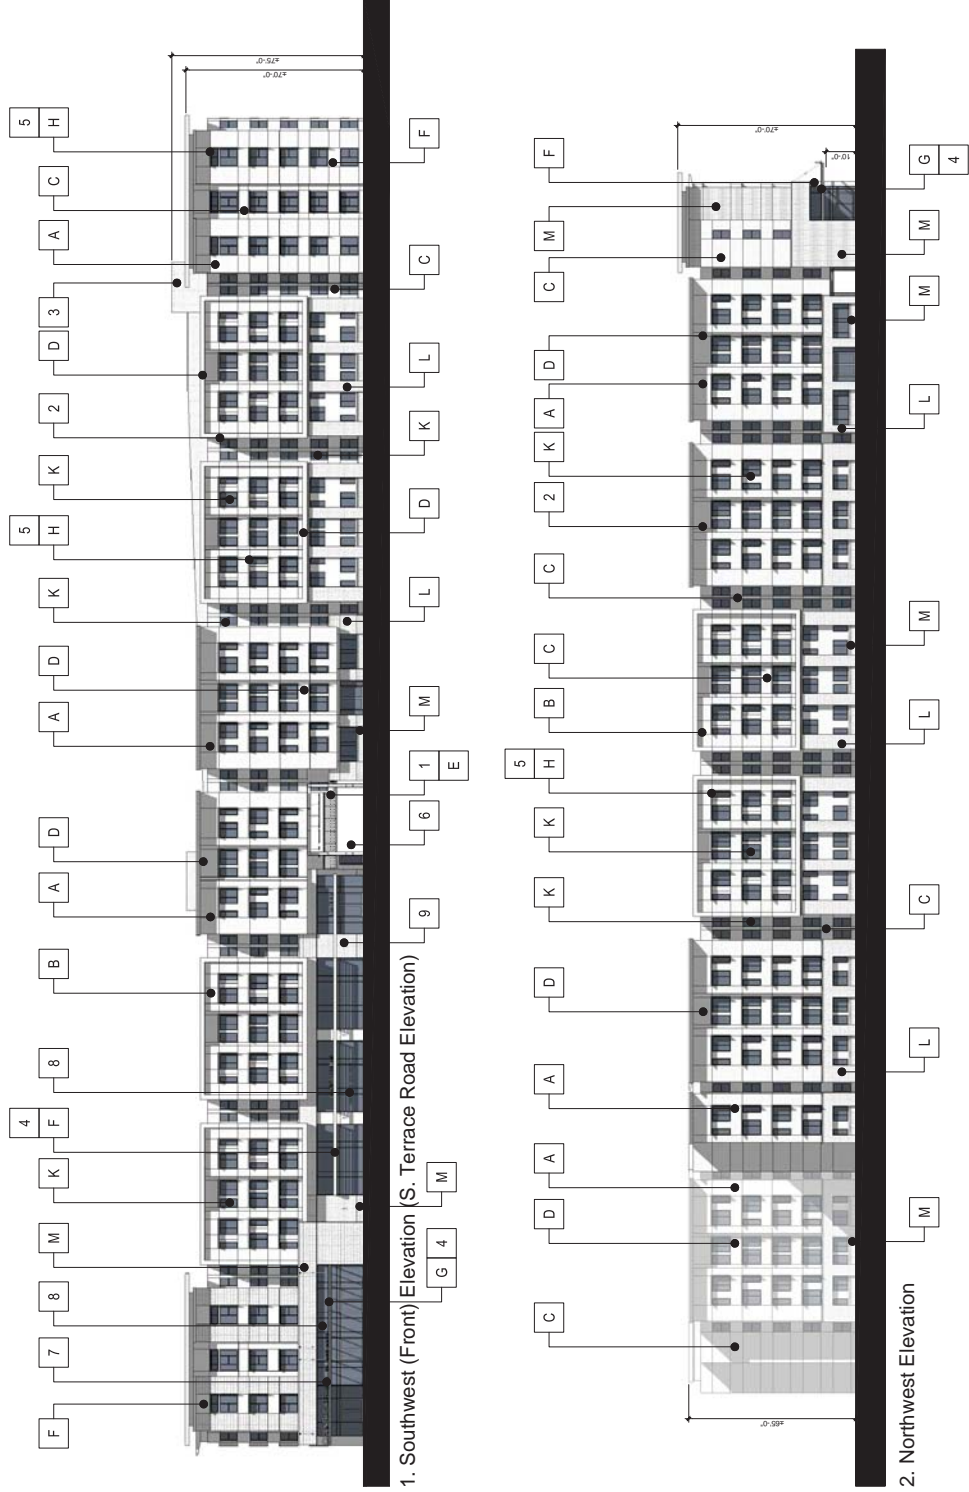 5
4
5
F
7
8
M
K
F
8
B
A
D
A
D
K
H
K
2
D
3
A
C
H
±75'-0"
±70'-0"
G 4
M
9
6
1
E
M
L
D
K
L
C
F
1. Southwest (Front) Elevation (S. Terrace Road Elevation)
5
C
D
A
A
D
K
K
H
B
C
C
2
K
A
D
C
M
F
±65'-0"
±70'-0"
10'-0"
M
L
C
L
M
L
M
M
G
4
2. Northwest Elevation